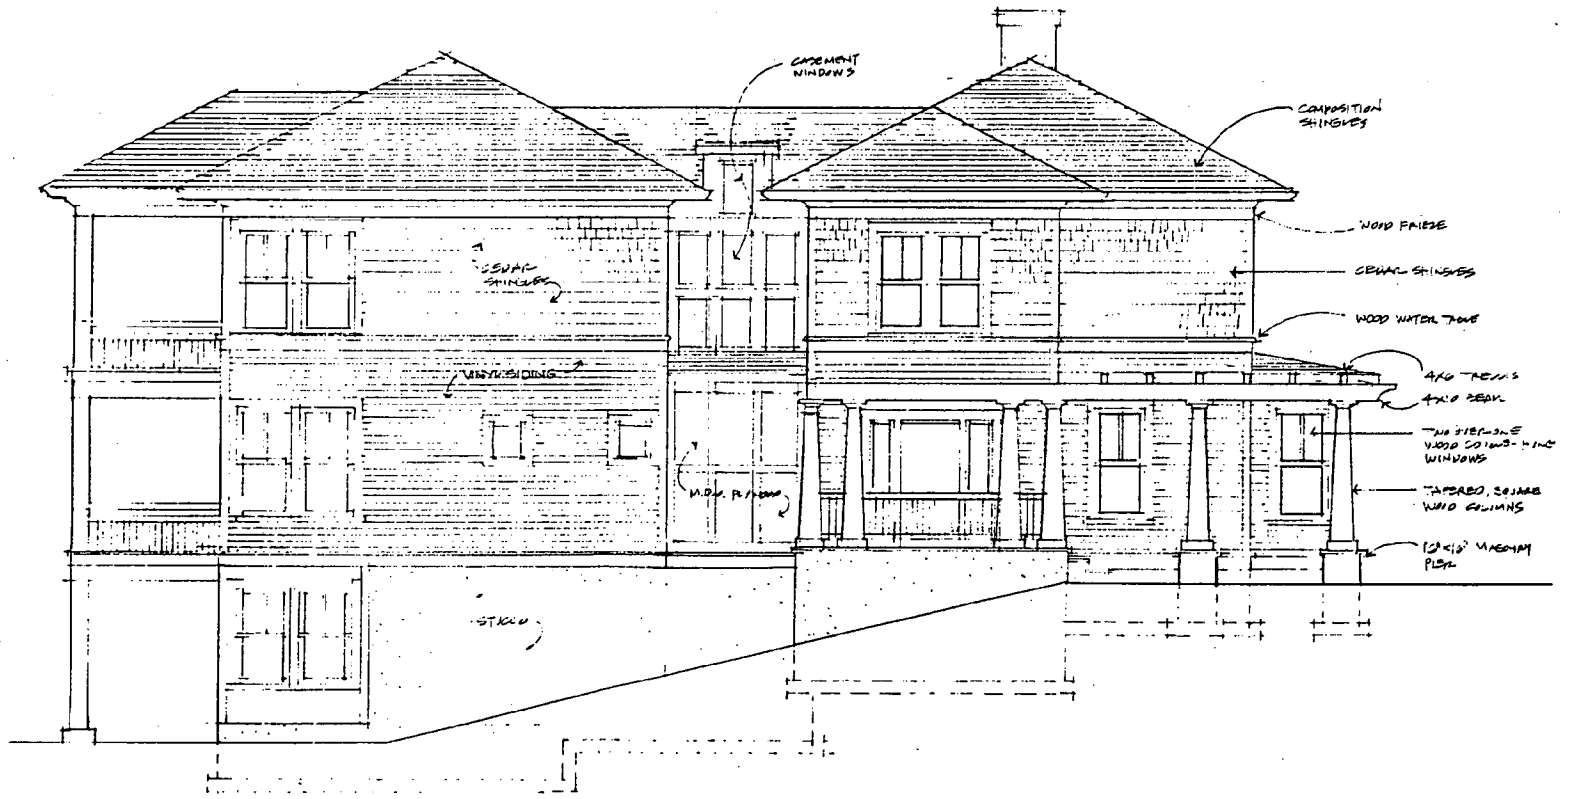 CASEMENT
WINDOWS
COMPOSITION
SHINGLES
WOOD FRIEZE
CEDAR
SHINGLES
CEDAR SHINGLES
WOOD WATER TABLE
VINYL SIDING
4x6 TRELLIS
4x10 BEAM
WOOD
WINDOWS
M.D.O. PLYWOOD
TAPERED, SQUARE
WOOD COLUMNS
MASONRY
PIER
STUCCO